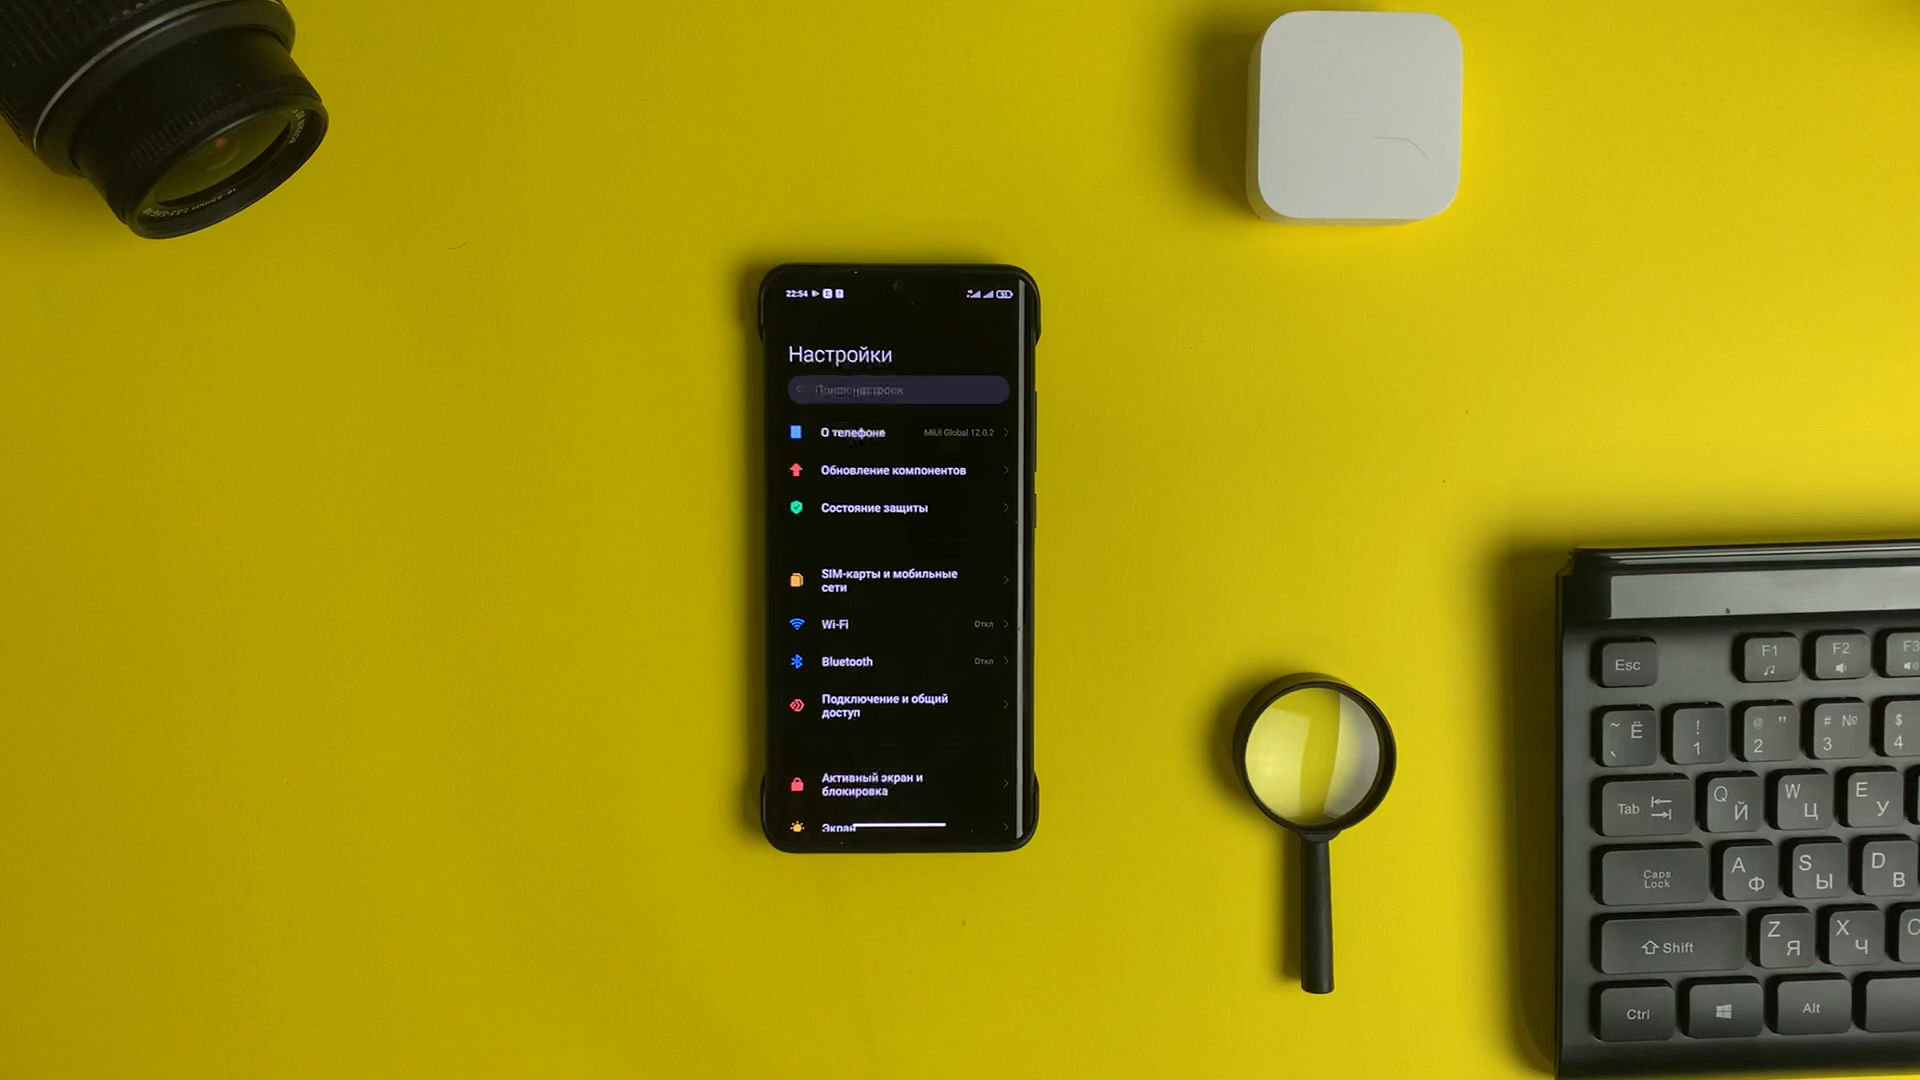 22:54
Настройки
Поиск настроек
О телефоне MIUI Global 12.0.2
Обновление компонентов
Состояние защиты
SIM-карты и мобильные
сети
Wi-Fi Откл
Bluetooth Откл
Подключение и общий
доступ
Активный экран и
блокировка
Экран
Esc F1 F2 F3
~ Ё ` ! 1 @ " 2 # № 3 $ 4
Tab Q Й W Ц E У
Caps Lock A Ф S Ы D В
Shift Z Я X Ч C
Ctrl Alt